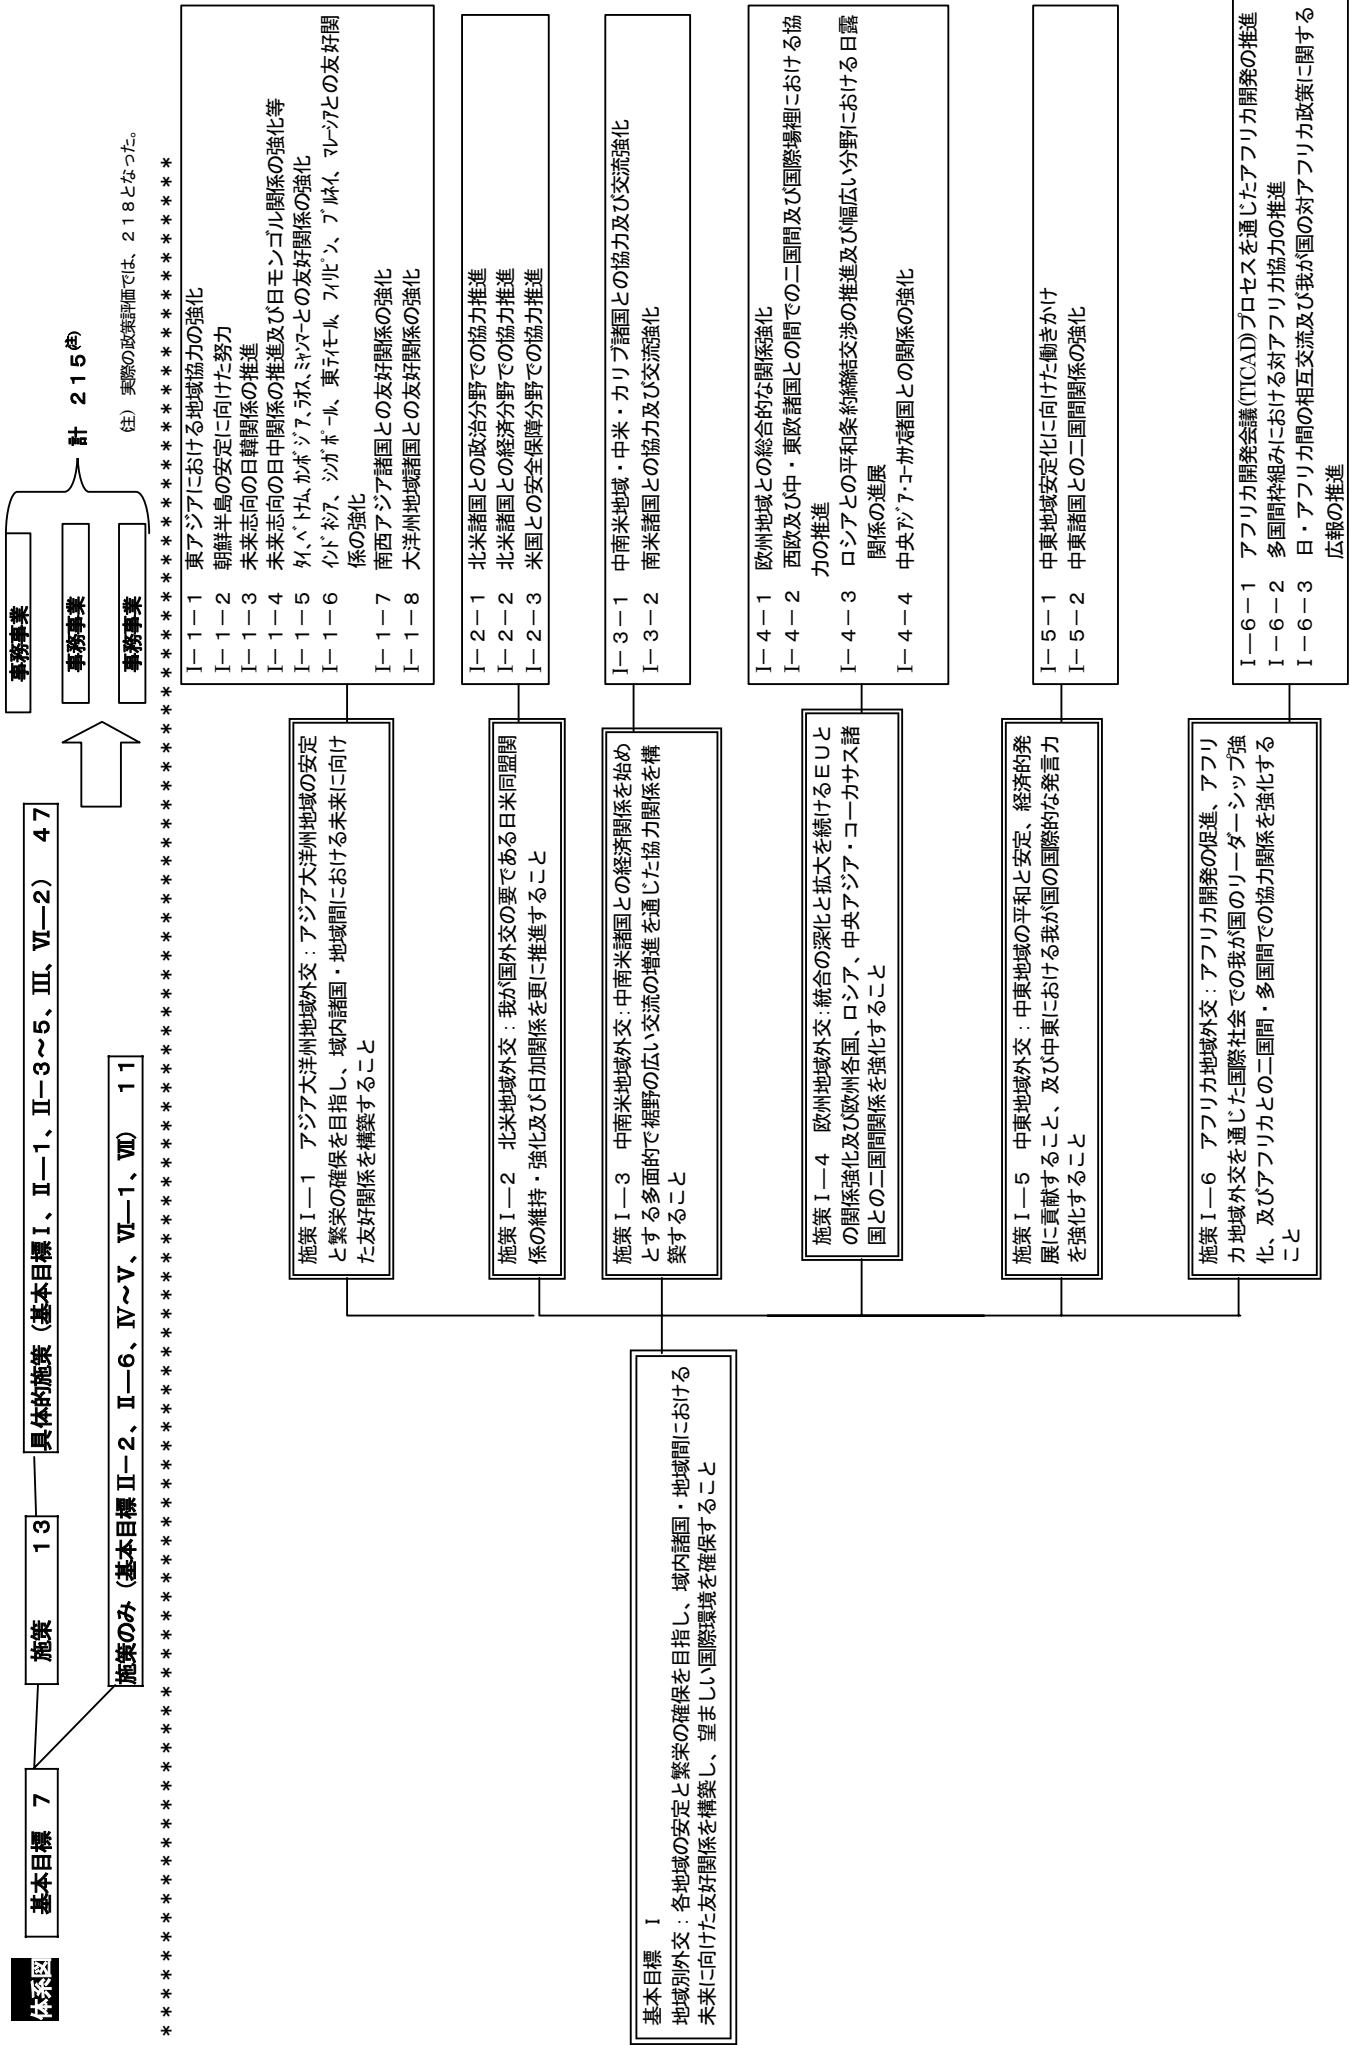 体系図
基本目標 7
施策 13
具体的施策（基本目標Ⅰ、Ⅱ―1、Ⅱ－3～5、Ⅲ、Ⅵ―2） 47
施策のみ（基本目標Ⅱ－2、Ⅱ―6、Ⅳ～Ⅴ、Ⅵ―1、Ⅶ） 11
事務事業
事務事業
事務事業
計 215(注)
(注) 実際の政策評価では、218となった。
＊＊＊＊＊＊＊＊＊＊＊＊＊＊＊＊＊＊＊＊＊＊＊＊＊＊＊＊＊＊＊＊＊＊＊＊＊＊＊＊＊＊＊＊＊＊＊＊＊＊＊＊＊＊＊＊＊＊＊＊＊＊＊＊＊＊＊＊＊＊＊＊
基本目標 Ⅰ
地域別外交：各地域の安定と繁栄の確保を目指し、域内諸国・地域間における
未来に向けた友好関係を構築し、望ましい国際環境を確保すること
施策Ⅰ―1 アジア大洋州地域外交：アジア大洋州地域の安定
と繁栄の確保を目指し、域内諸国・地域間における未来に向け
た友好関係を構築すること
Ⅰ－1－1 東アジアにおける地域協力の強化
Ⅰ－1－2 朝鮮半島の安定に向けた努力
Ⅰ－1－3 未来志向の日韓関係の推進
Ⅰ－1－4 未来志向の日中関係の推進及び日モンゴル関係の強化等
Ⅰ－1－5 タイ、ベトナム、カンボジア、ラオス、ミャンマーとの友好関係の強化
Ⅰ－1－6 インドネシア、シンガポール、東ティモール、フィリピン、ブルネイ、マレーシアとの友好関
係の強化
Ⅰ－1－7 南西アジア諸国との友好関係の強化
Ⅰ－1－8 大洋州地域諸国との友好関係の強化
施策Ⅰ―2 北米地域外交：我が国外交の要である日米同盟関
係の維持・強化及び日加関係を更に推進すること
Ⅰ－2－1 北米諸国との政治分野での協力推進
Ⅰ－2－2 北米諸国との経済分野での協力推進
Ⅰ－2－3 米国との安全保障分野での協力推進
施策Ⅰ―3 中南米地域外交：中南米諸国との経済関係を始め
とする多面的で裾野の広い交流の増進を通じた協力関係を構
築すること
Ⅰ－3－1 中南米地域・中米・カリブ諸国との協力及び交流強化
Ⅰ－3－2 南米諸国との協力及び交流強化
施策Ⅰ―4 欧州地域外交：統合の深化と拡大を続けるEUと
の関係強化及び欧州各国、ロシア、中央アジア・コーカサス諸
国との二国間関係を強化すること
Ⅰ－4－1 欧州地域との総合的な関係強化
Ⅰ－4－2 西欧及び中・東欧諸国との間での二国間及び国際場裡における協
力の推進
Ⅰ－4－3 ロシアとの平和条約締結交渉の推進及び幅広い分野における日露
関係の進展
Ⅰ－4－4 中央アジア・コーカサス諸国との関係の強化
施策Ⅰ―5 中東地域外交：中東地域の平和と安定、経済的発
展に貢献すること、及び中東における我が国の国際的な発言力
を強化すること
Ⅰ－5－1 中東地域安定化に向けた働きかけ
Ⅰ－5－2 中東諸国との二国間関係の強化
施策Ⅰ―6 アフリカ地域外交：アフリカ開発の促進、アフリ
カ地域外交を通じた国際社会での我が国のリーダーシップ強
化、及びアフリカとの二国間・多国間での協力関係を強化する
こと
Ⅰ―6－1 アフリカ開発会議(TICAD)プロセスを通じたアフリカ開発の推進
Ⅰ－6－2 多国間枠組みにおける対アフリカ協力の推進
Ⅰ－6－3 日・アフリカ間の相互交流及び我が国の対アフリカ政策に関する
広報の推進